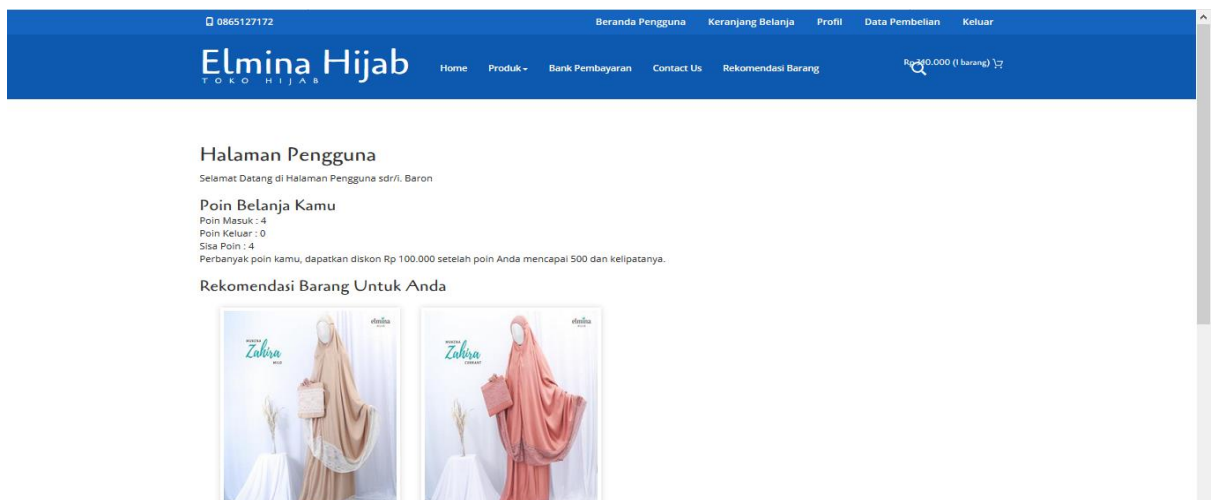 0865127172
Beranda Pengguna Keranjang Belanja Profil Data Pembelian Keluar
Elmina Hijab
TOKO HIJAB
Home Produk Bank Pembayaran Contact Us Rekomendasi Barang
(1 barang)
Halaman Pengguna
Selamat Datang di Halaman Pengguna sdr/i. Baron
Poin Belanja Kamu
Poin Masuk : 4
Poin Keluar : 0
Sisa Poin : 4
Perbanyak poin kamu, dapatkan diskon Rp 100.000 setelah poin Anda mencapai 500 dan kelipatanya.
Rekomendasi Barang Untuk Anda
elmina
Zahira
elmina
Zahira